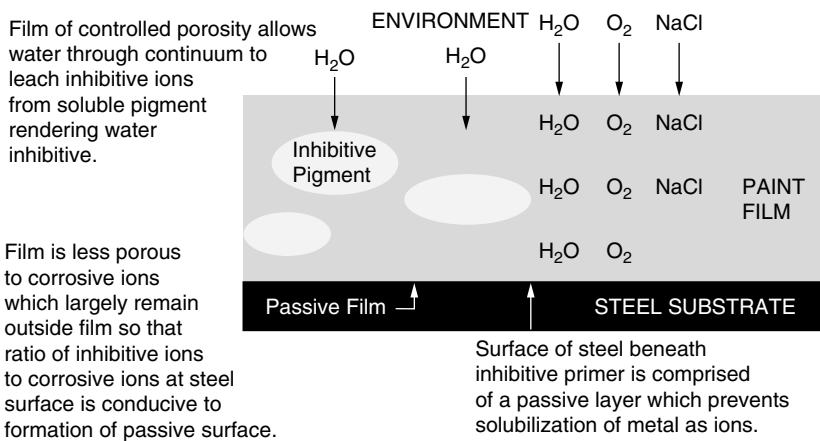 Film of controlled porosity allows
water through continuum to
leach inhibitive ions
from soluble pigment
rendering water
inhibitive.
ENVIRONMENT
H₂O
H₂O
H₂O O₂ NaCl
H₂O O₂ NaCl
Inhibitive
Pigment
H₂O O₂ NaCl
PAINT
FILM
H₂O O₂
Film is less porous
to corrosive ions
which largely remain
outside film so that
ratio of inhibitive ions
to corrosive ions at steel
surface is conducive to
formation of passive surface.
Passive Film
STEEL SUBSTRATE
Surface of steel beneath
inhibitive primer is comprised
of a passive layer which prevents
solubilization of metal as ions.